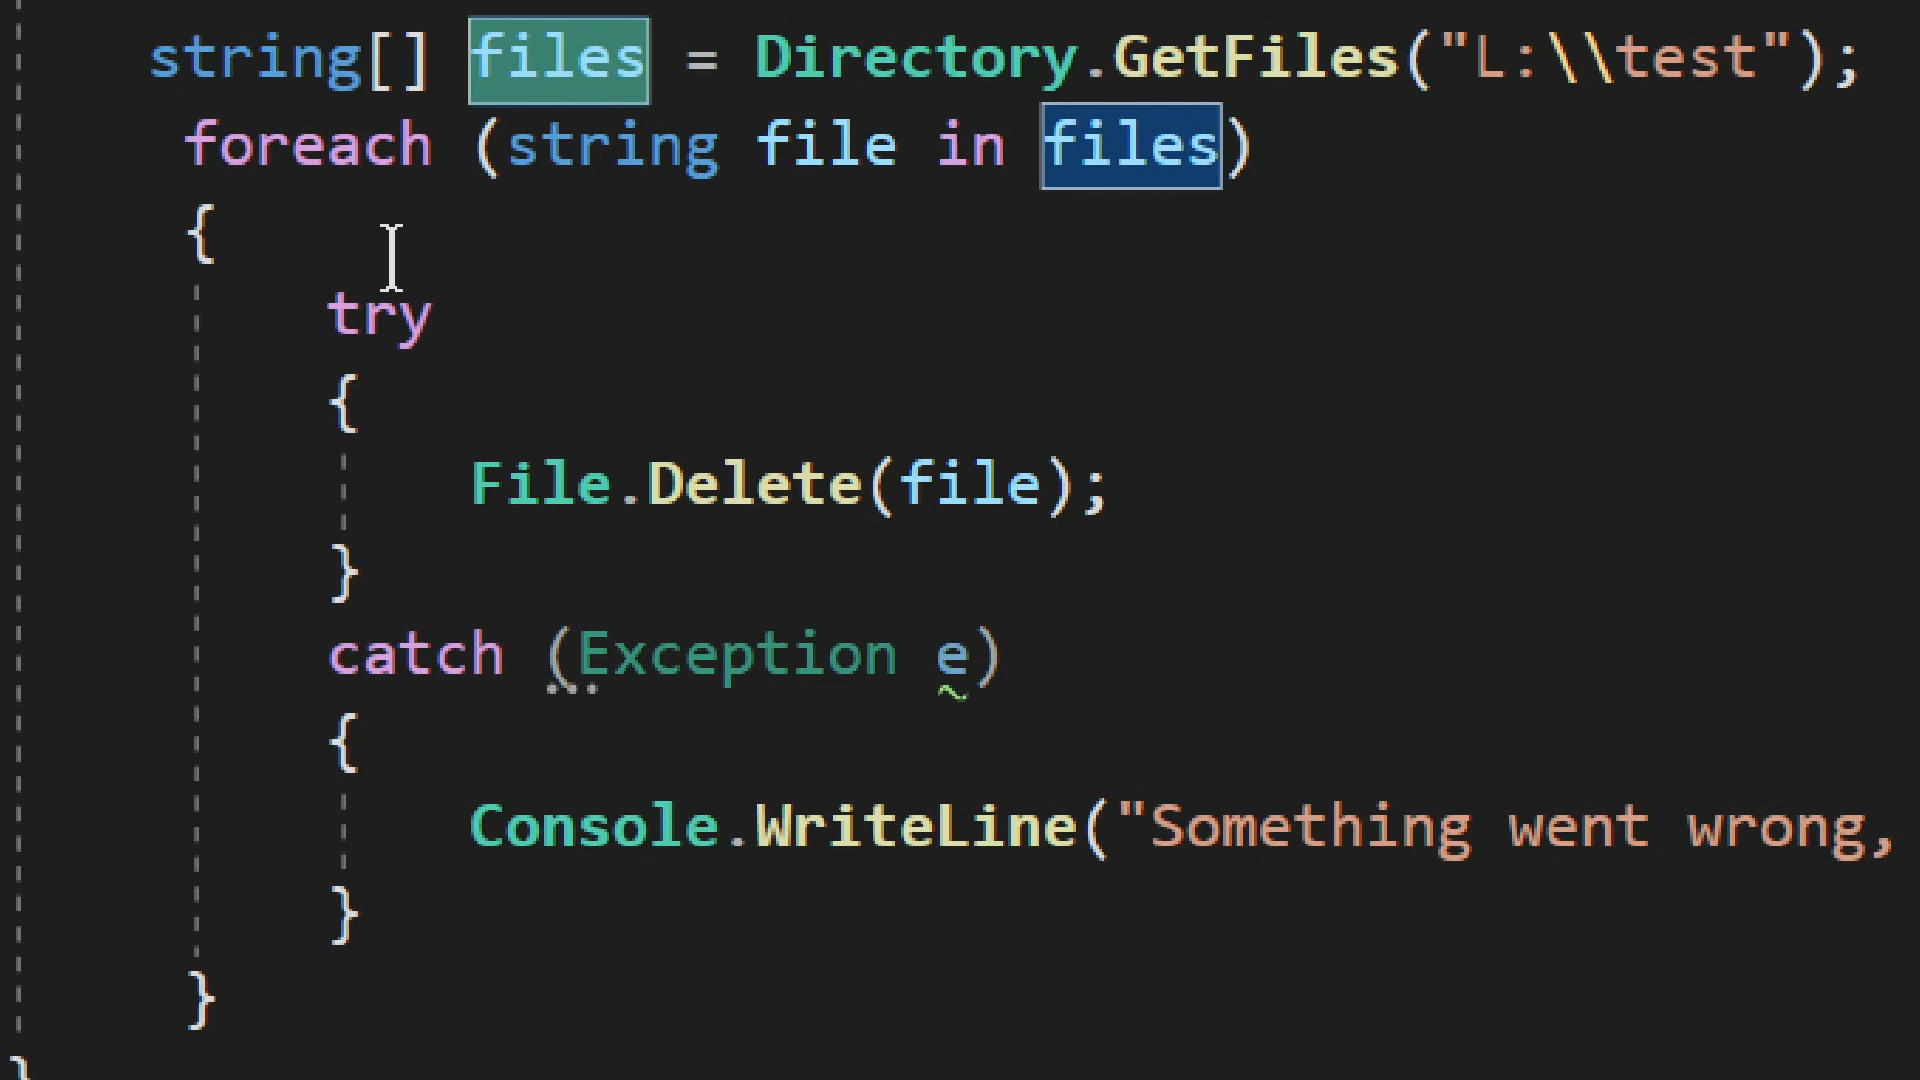 string[] files = Directory.GetFiles("L:\\test");
foreach (string file in files)
{
try
{
File.Delete(file);
}
catch (Exception e)
{
Console.WriteLine("Something went wrong,
}
}
}